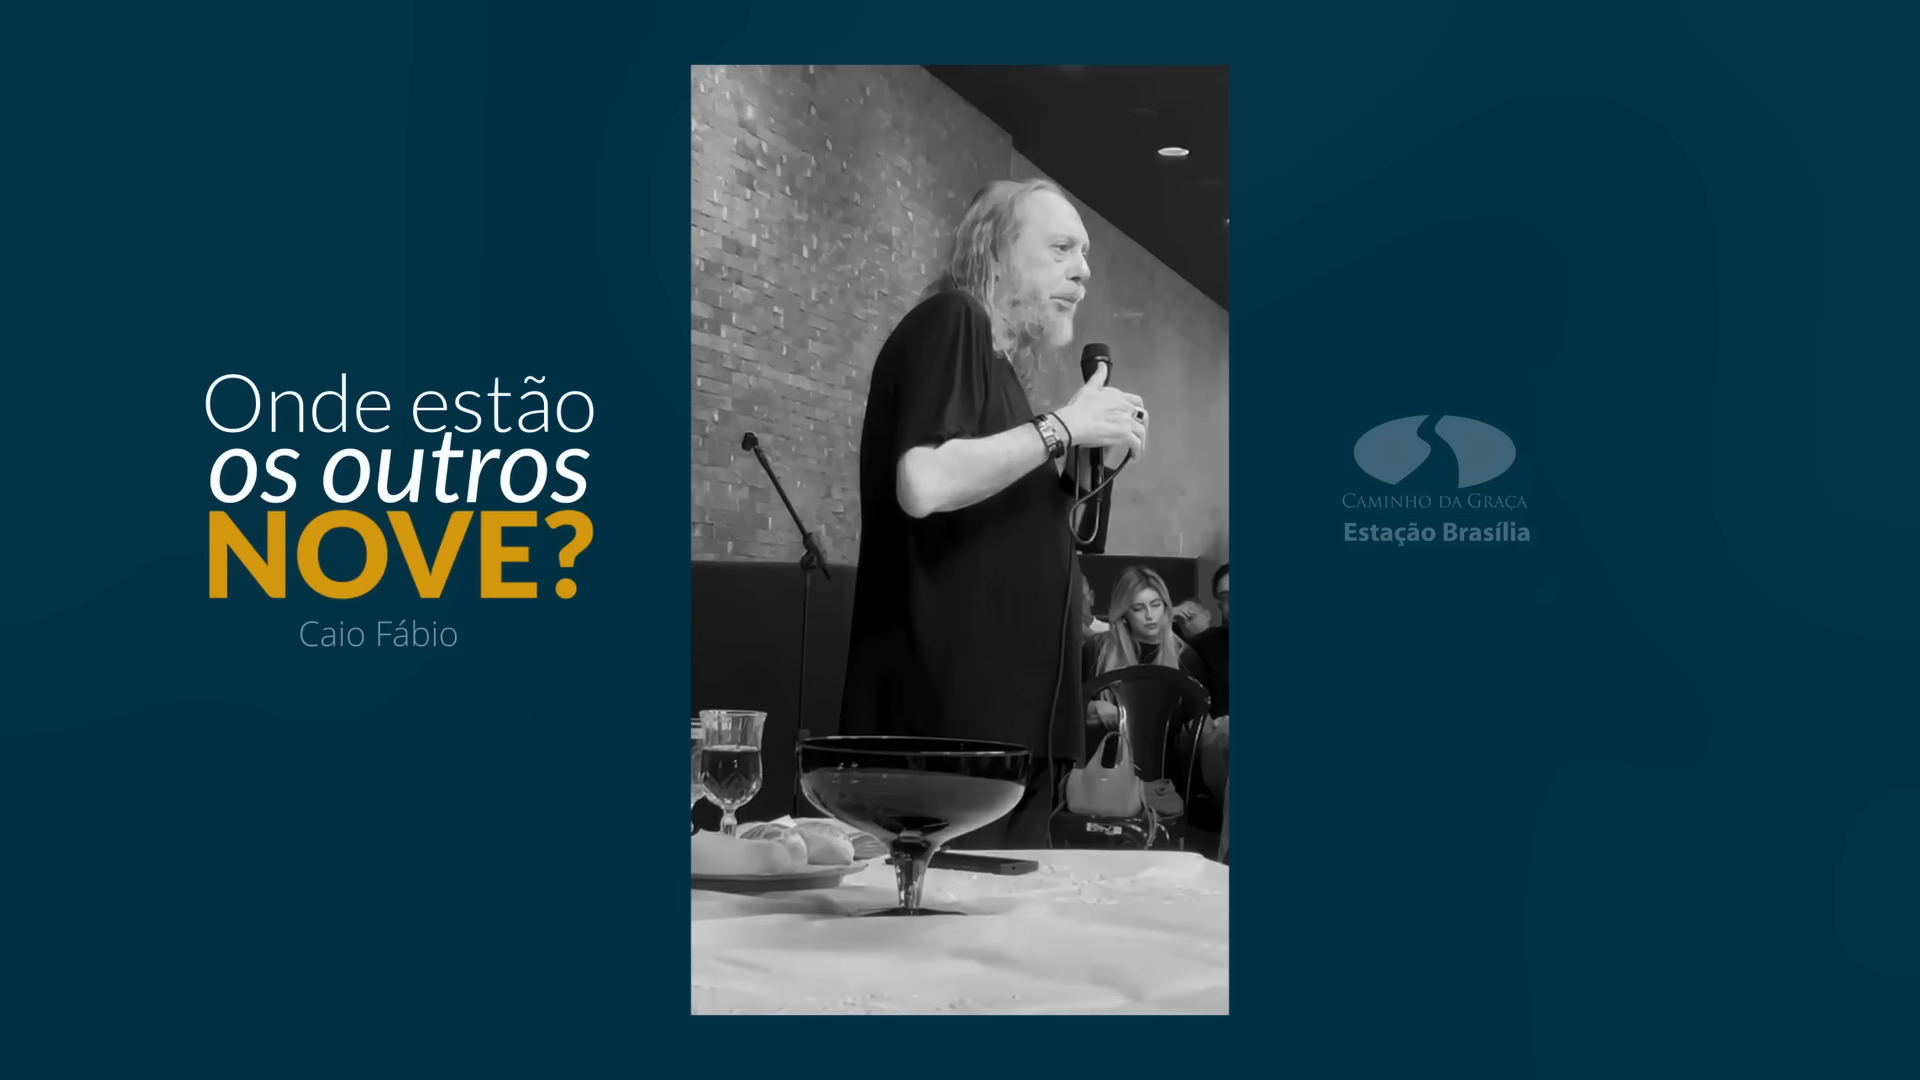 Onde estão
os outros
NOVE?
Caio Fábio
CAMINHO DA GRAÇA
Estação Brasília